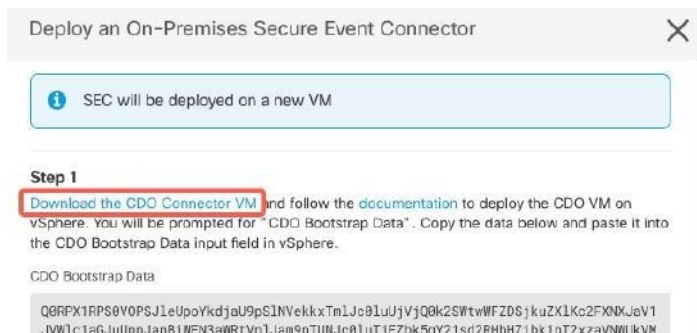 Deploy an On-Premises Secure Event Connector
SEC will be deployed on a new VM
Step 1
Download the CDO Connector VM and follow the documentation to deploy the CDO VM on
vSphere. You will be prompted for "CDO Bootstrap Data". Copy the data below and paste it into
the CDO Bootstrap Data input field in vSphere.
CDO Bootstrap Data